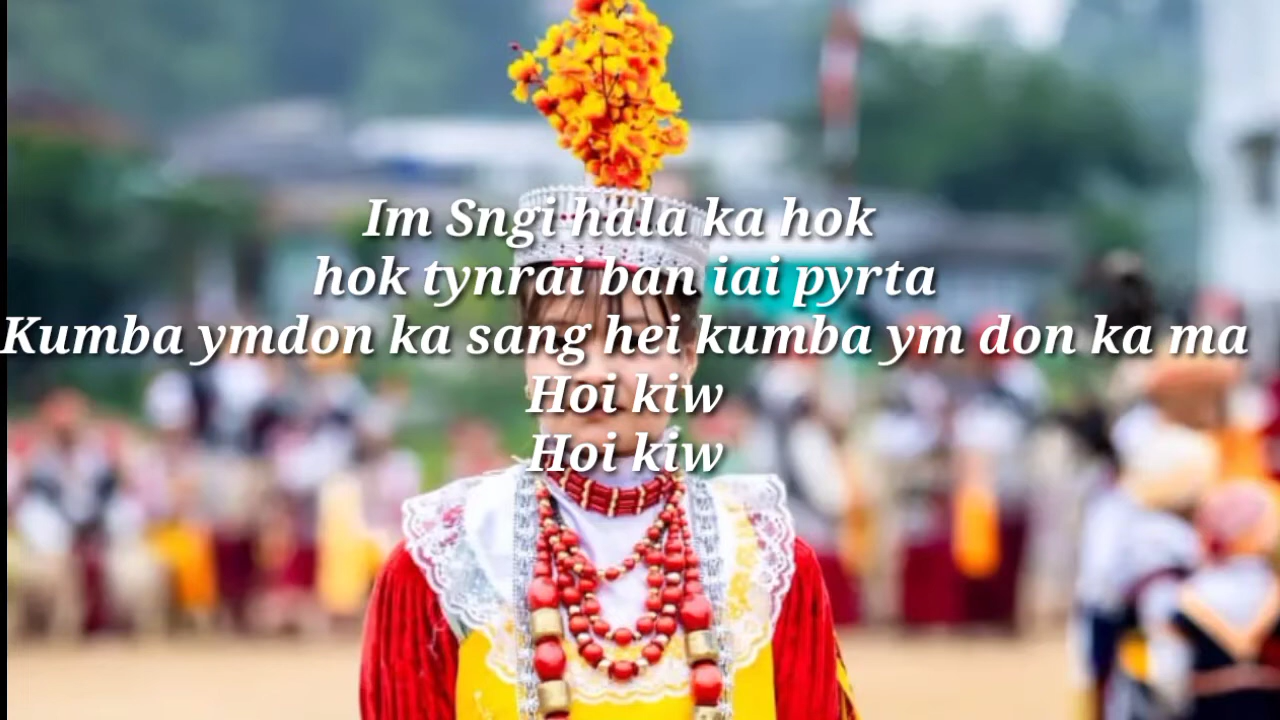 Im Sngi hala ka hok
hok tynrai ban iai pyrta
Kumba ymdon ka sang hei kumba ym don ka ma
Hoi kiw
Hoi kiw